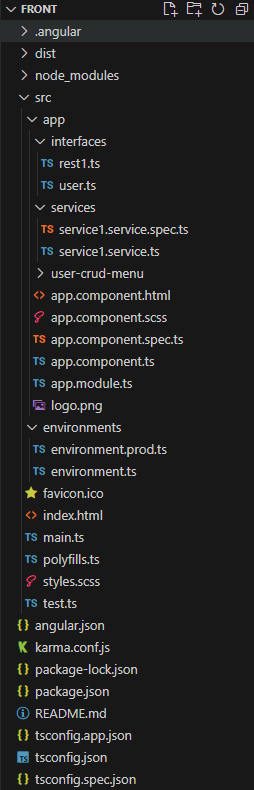 FRONT
.angular
dist
node_modules
src
app
interfaces
TS rest1.ts
TS user.ts
services
TS service1.service.spec.ts
TS service1.service.ts
user-crud-menu
<> app.component.html
app.component.scss
TS app.component.spec.ts
TS app.component.ts
TS app.module.ts
logo.png
environments
TS environment.prod.ts
TS environment.ts
favicon.ico
<> index.html
TS main.ts
TS polyfills.ts
styles.scss
TS test.ts
{} angular.json
karma.conf.js
{} package-lock.json
{} package.json
README.md
{} tsconfig.app.json
TS tsconfig.json
{} tsconfig.spec.json